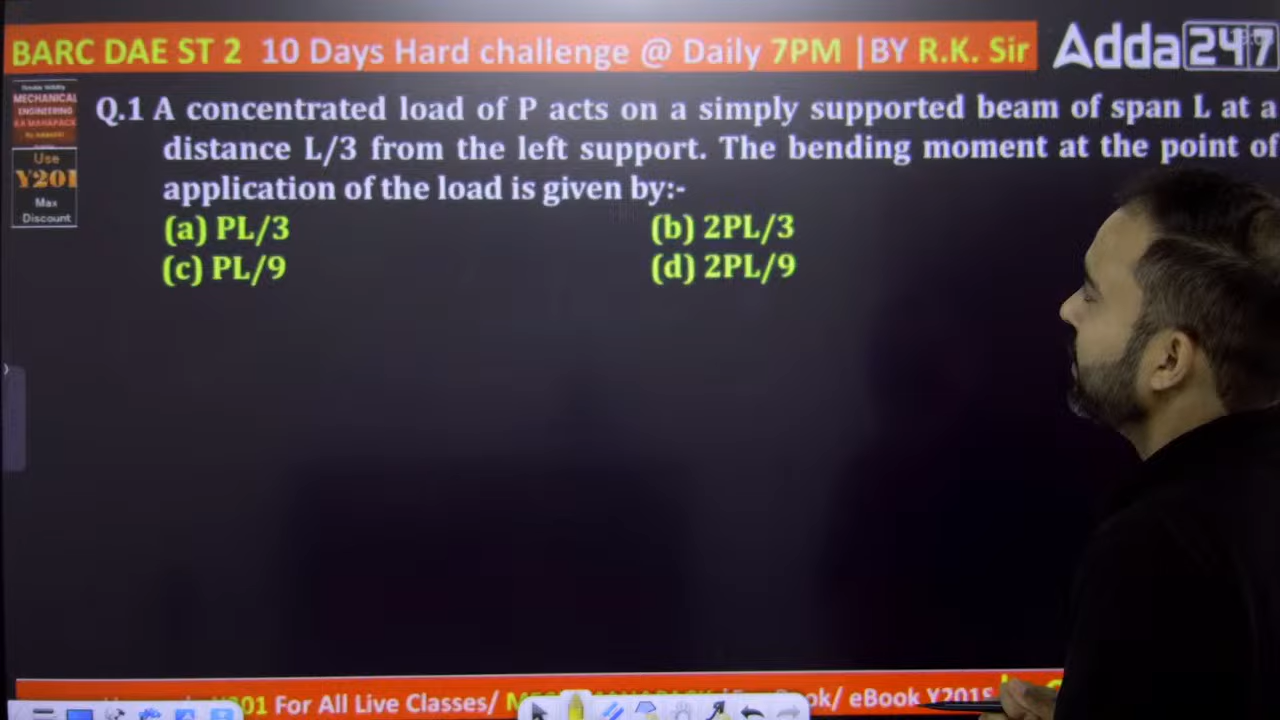 BARC DAE ST 2 10 Days Hard challenge @ Daily 7PM | BY R.K. Sir
Adda 247
MECHANICAL
ENGINEERING
Use
Y201
Max
Discount
Q.1 A concentrated load of P acts on a simply supported beam of span L at a
distance L/3 from the left support. The bending moment at the point of
application of the load is given by:-
(a) PL/3 (b) 2PL/3
(c) PL/9 (d) 2PL/9
For All Live Classes/
eBook